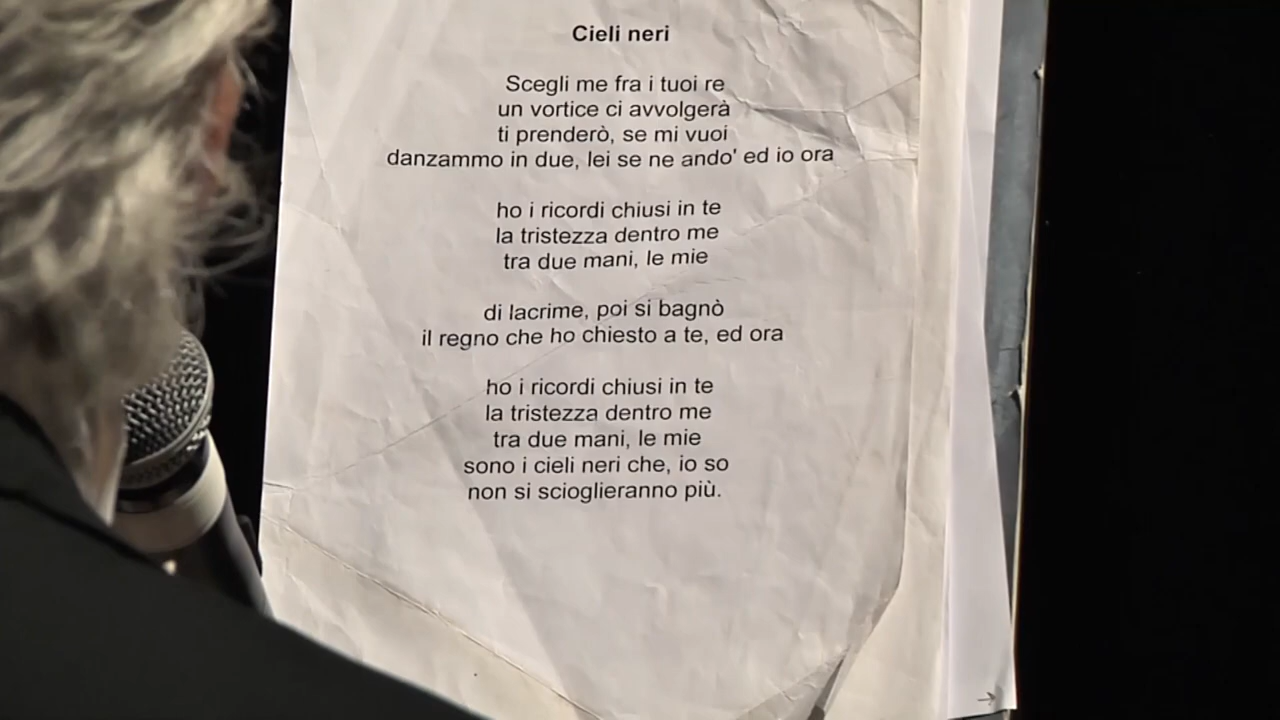 Cieli neri
Scegli me fra i tuoi re
un vortice ci avvolgerà
ti prenderò, se mi vuoi
danzammo in due, lei se ne ando' ed io ora
ho i ricordi chiusi in te
la tristezza dentro me
tra due mani, le mie
di lacrime, poi si bagnò
il regno che ho chiesto a te, ed ora
ho i ricordi chiusi in te
la tristezza dentro me
tra due mani, le mie
sono i cieli neri che, io so
non si scioglieranno più.